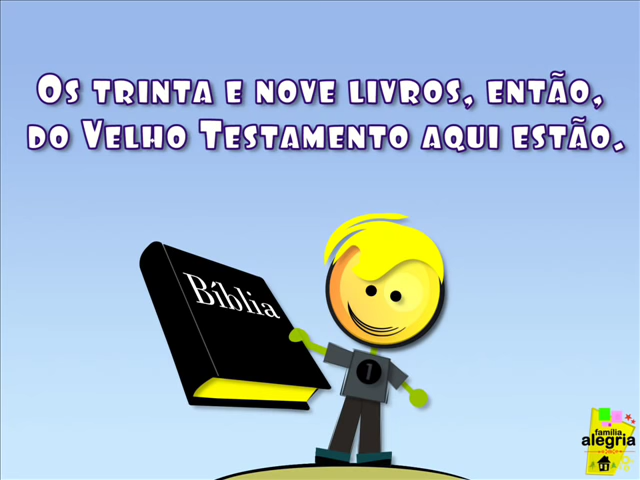 Os trinta e nove livros, então,
do Velho Testamento aqui estão.
Bíblia
1
família
alegria